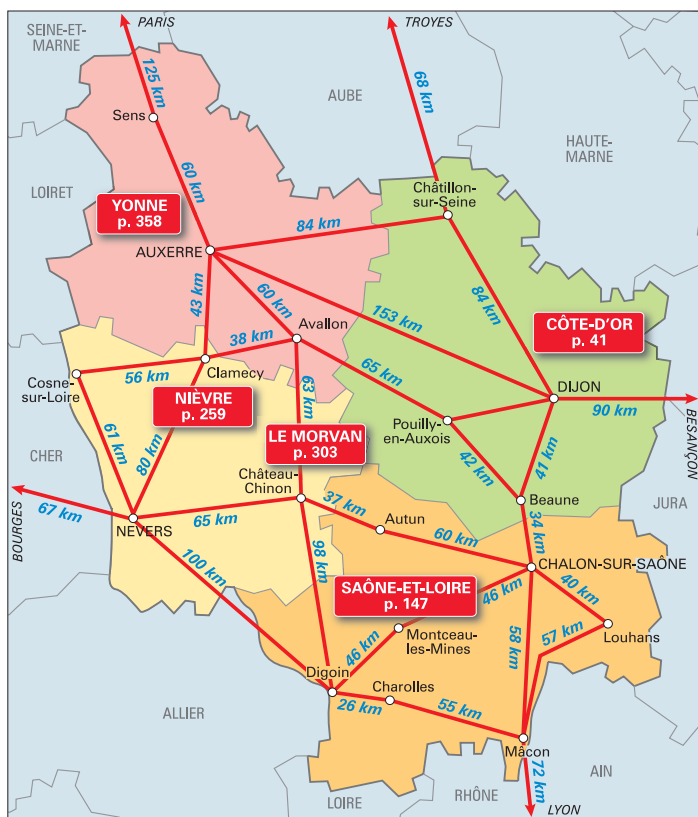 SEINE-ET-
MARNE
PARIS
TROYES
125 km
68 km
AUBE
Sens
HAUTE-
MARNE
LOIRET
60 km
Châtillon-
sur-Seine
YONNE
p. 358
84 km
AUXERRE
43 km
60 km
84 km
153 km
CÔTE-D'OR
p. 41
Avallon
38 km
56 km
Clamecy
65 km
Cosne-
sur-Loire
63 km
DIJON
90 km
NIÈVRE
p. 259
BESANÇON
61 km
80 km
LE MORVAN
p. 303
Pouilly-
en-Auxois
42 km
41 km
CHER
Château-
Chinon
Beaune
JURA
BOURGES
67 km
NEVERS
65 km
37 km
Autun
60 km
34 km
100 km
98 km
CHALON-SUR-SAÔNE
SAÔNE-ET-LOIRE
p. 147
46 km
40 km
58 km
57 km
Louhans
46 km
Montceau-
les-Mines
Digoin
26 km
Charolles
55 km
ALLIER
Mâcon
72 km
AIN
LOIRE
RHÔNE
LYON